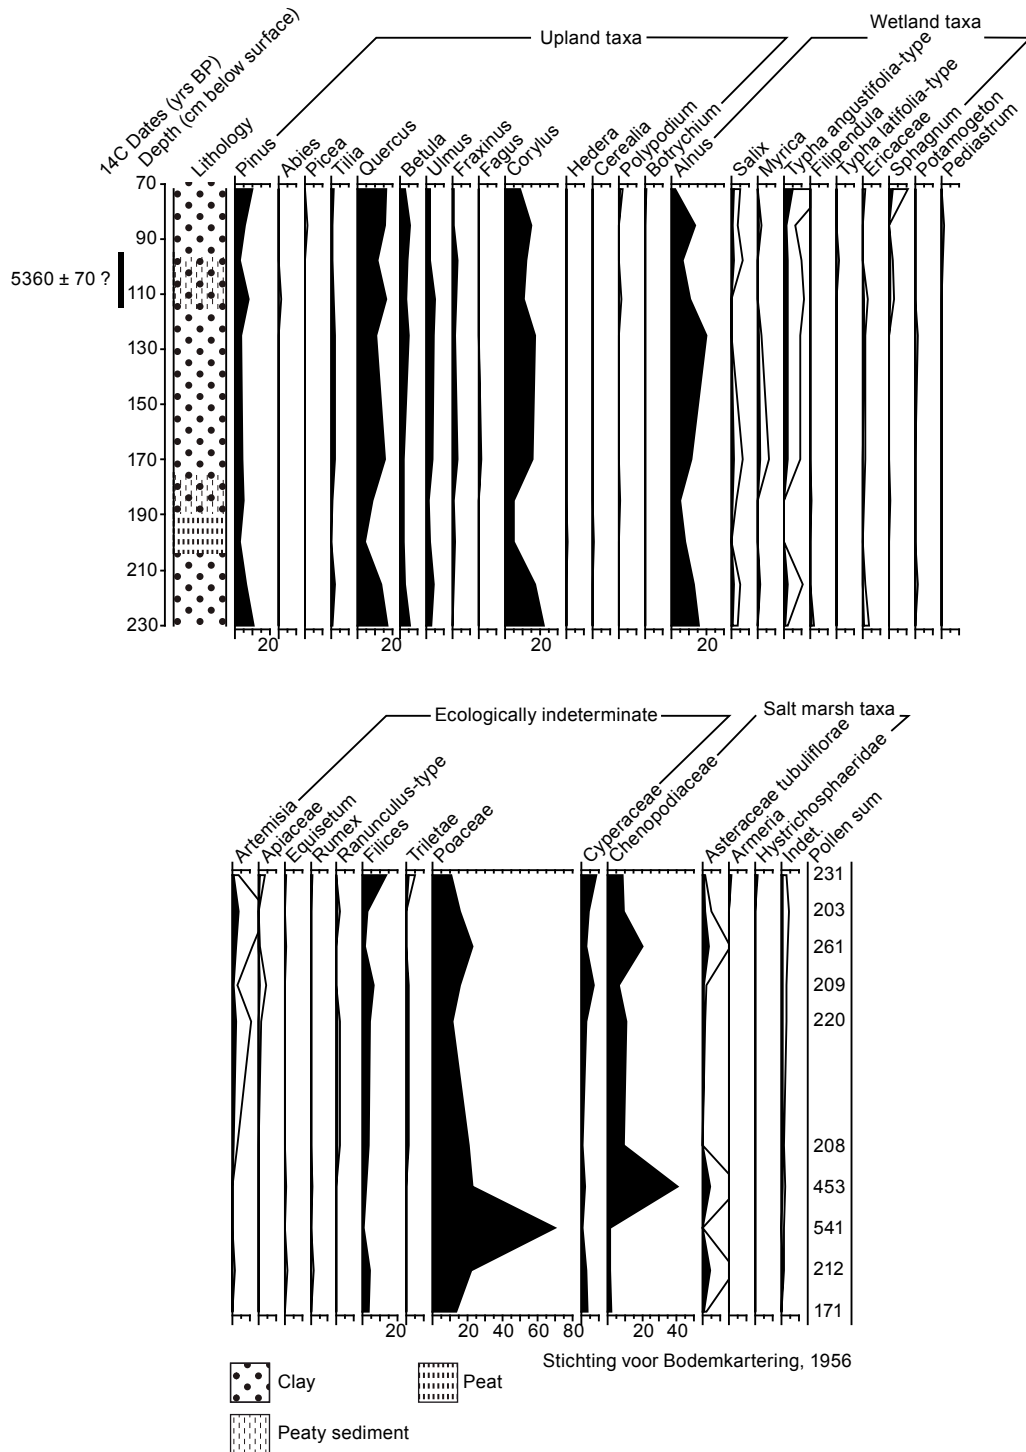 Upland taxa
Wetland taxa
14C Dates (yrs BP)
Depth (cm below surface)
Lithology
Pinus
Abies
Picea
Tilia
Quercus
Betula
Ulmus
Fraxinus
Fagus
Corylus
Hedera
Cerealia
Polypodium
Botrychium
Alnus
Salix
Myrica
Typha angustifolia-type
Filipendula
Typha latifolia-type
Ericaceae
Sphagnum
Potamogeton
Pediastrum
70
90
5360 ± 70 ?
110
130
150
170
190
210
230
20 20 20
Ecologically indeterminate
Salt marsh taxa
Artemisia
Apiaceae
Equisetum
Rumex
Ranunculus-type
Filices
Triletae
Poaceae
Cyperaceae
Chenopodiaceae
Asteraceae tubuliflorae
Armeria
Hystrichosphaeridae
Indet.
Pollen sum
231
203
261
209
220
208
453
541
212
171
20 20 40 60 80 20 40
Stichting voor Bodemkartering, 1956
Clay
Peat
Peaty sediment